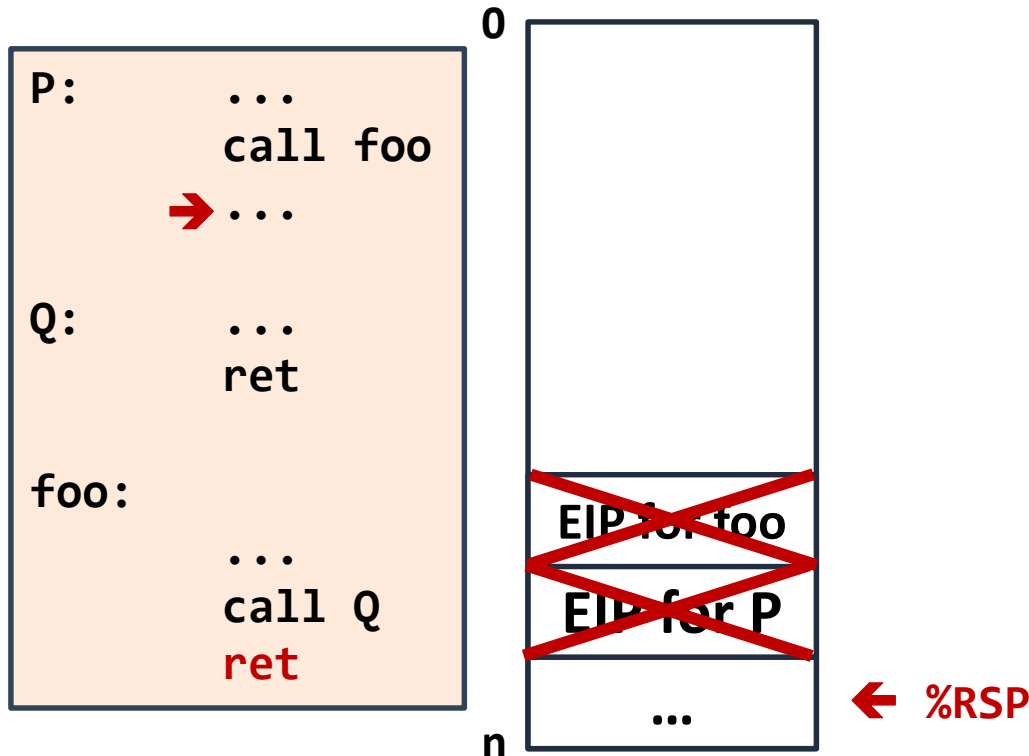 P: ...
call foo
...
Q: ...
ret
foo:
...
call Q
ret
0
EIP for foo
EIP for P
...
n
%RSP